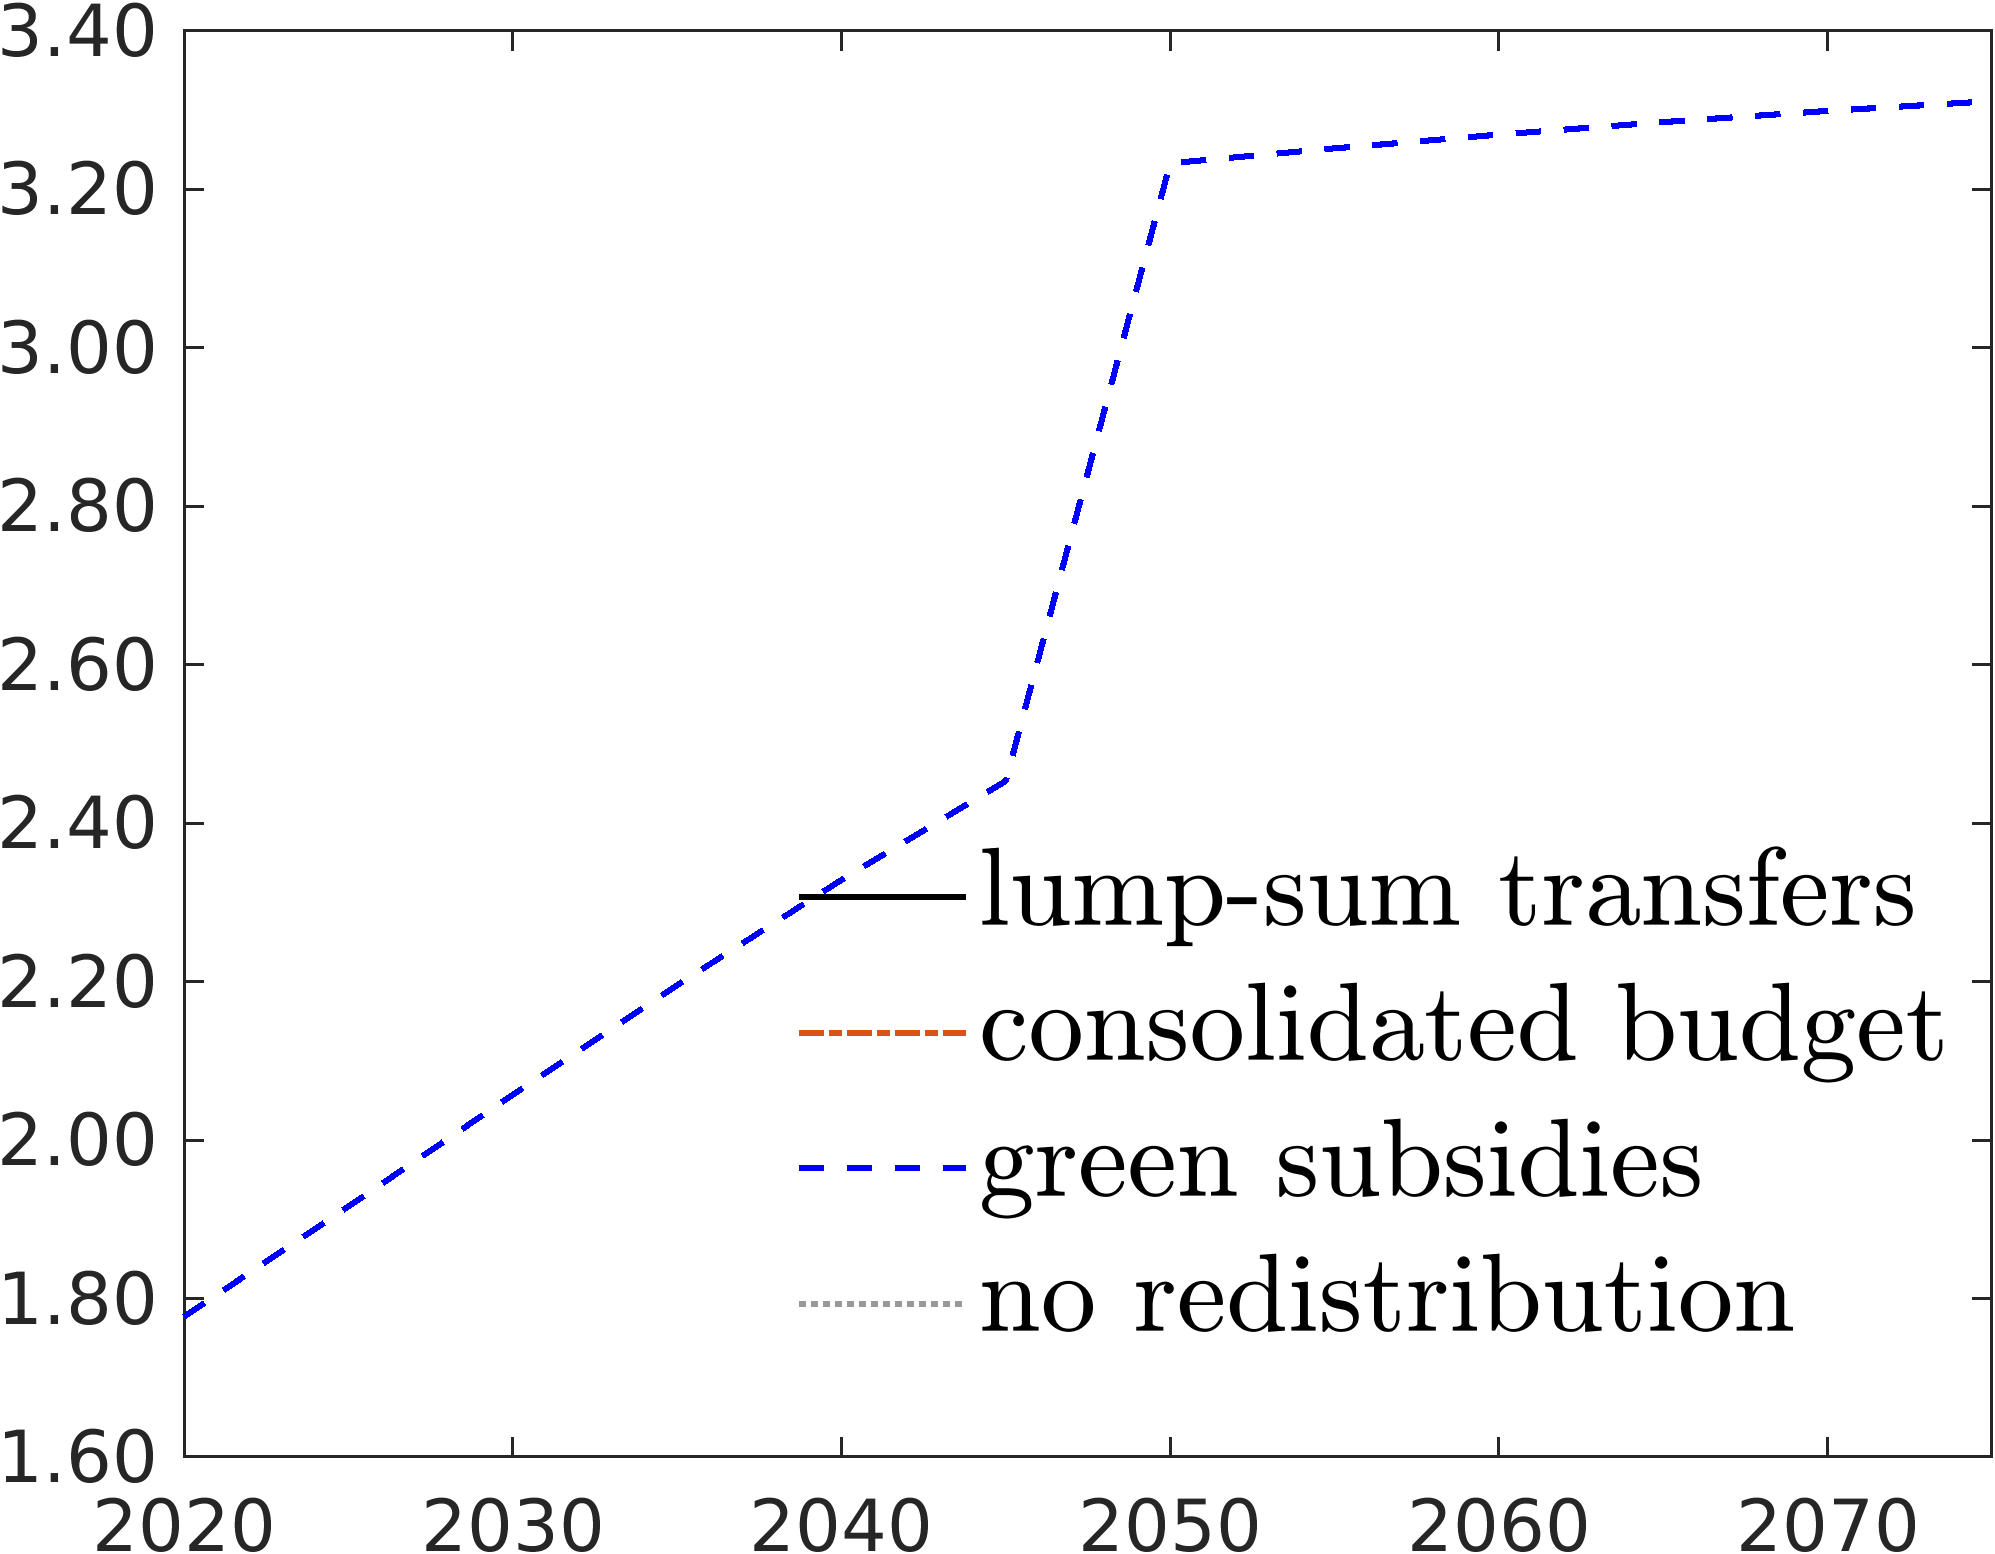 3.40
3.20
3.00
2.80
2.60
2.40
2.20
2.00
1.80
1.60
2020 2030 2040 2050 2060 2070
lump-sum transfers
consolidated budget
green subsidies
no redistribution